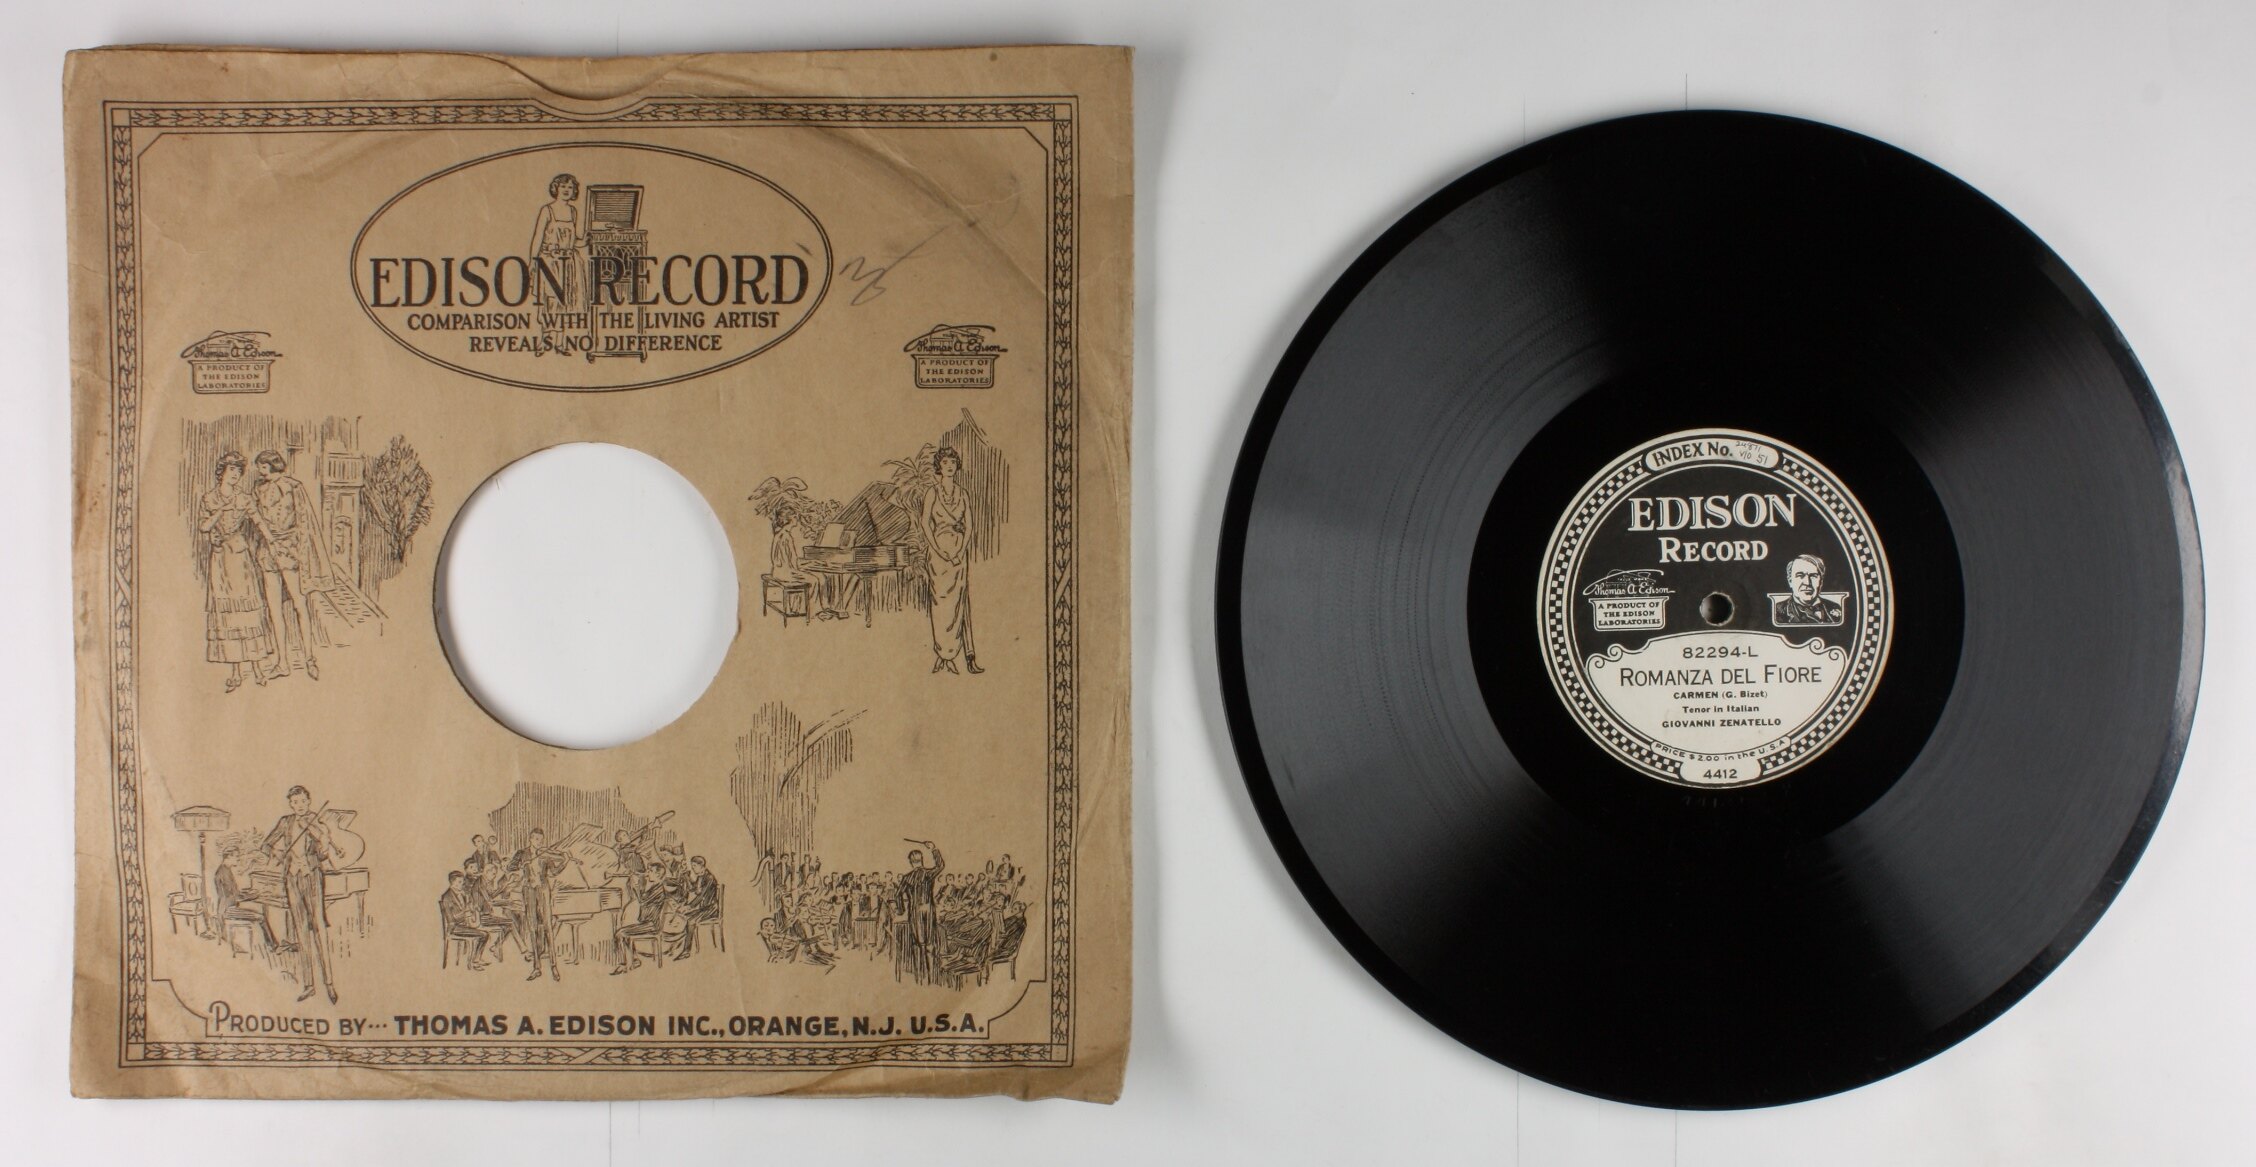 EDISON RECORD
COMPARISON WITH THE LIVING ARTIST
REVEALS NO DIFFERENCE
Thomas A. Edison
A PRODUCT OF
THE EDISON
LABORATORIES
Thomas A. Edison
A PRODUCT OF
THE EDISON
LABORATORIES
PRODUCED BY... THOMAS A. EDISON INC., ORANGE, N.J. U.S.A.
INDEX No.
51
EDISON
RECORD
Thomas A. Edison
A PRODUCT OF
THE EDISON
LABORATORIES
82294-L
ROMANZA DEL FIORE
CARMEN (G. Bizet)
Tenor in Italian
GIOVANNI ZENATELLO
PRICE $2.00 in the U.S.A
4412